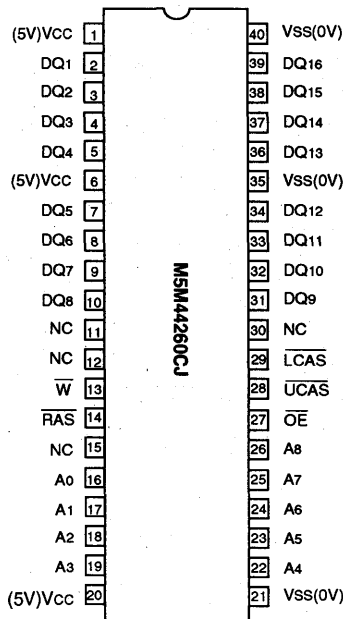 (5V)VCC 1 40 VSS(0V)
DQ1 2 39 DQ16
DQ2 3 38 DQ15
DQ3 4 37 DQ14
DQ4 5 36 DQ13
(5V)VCC 6 35 VSS(0V)
DQ5 7 34 DQ12
DQ6 8 33 DQ11
DQ7 9 32 DQ10
DQ8 10 31 DQ9
NC 11 30 NC
NC 12 29 L̅C̅A̅S̅
W̅ 13 28 U̅C̅A̅S̅
R̅A̅S̅ 14 27 O̅E̅
NC 15 26 A8
A0 16 25 A7
A1 17 24 A6
A2 18 23 A5
A3 19 22 A4
(5V)VCC 20 21 VSS(0V)
M5M44260CJ